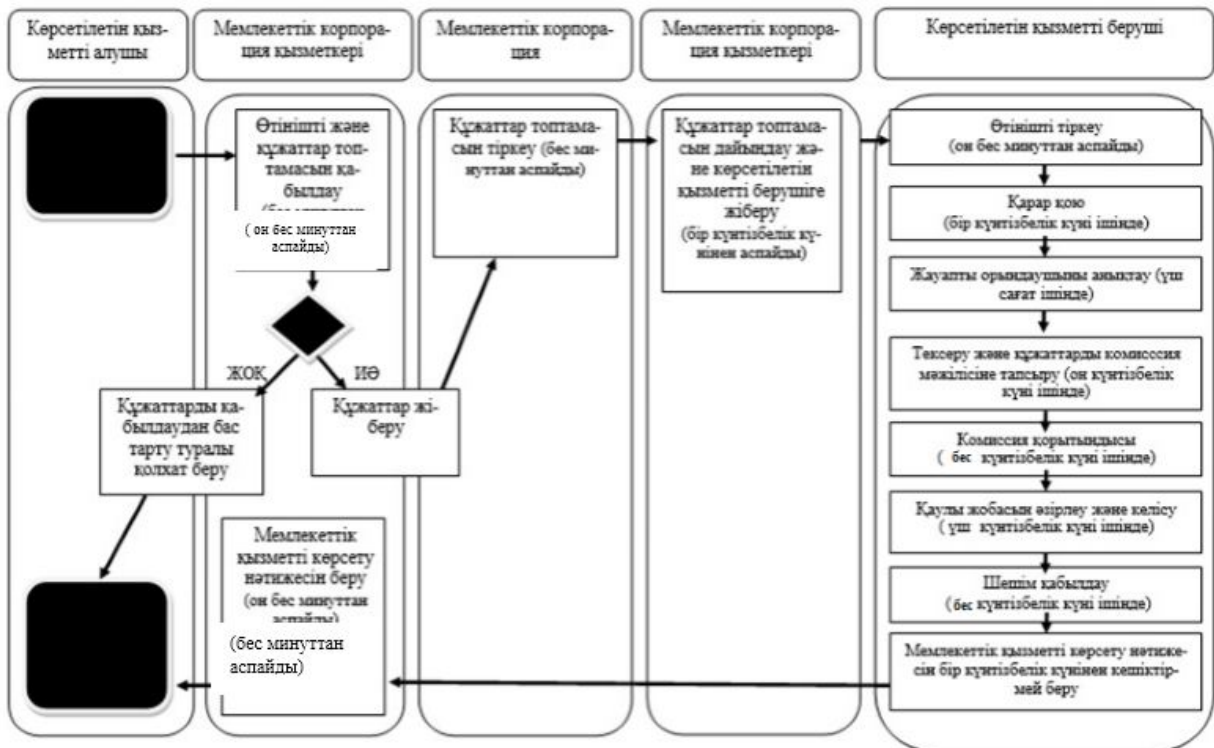 Көрсетілетін қыз-
метті алушы
Мемлекеттік корпора-
ция қызметкері
Мемлекеттік корпора-
ция
Мемлекеттік корпора-
ция қызметкері
Көрсетілетін қызметті беруші
Өтінішті және
құжаттар топ-
тамасын қа-
былдау
( он бес минуттан
аспайды)
ЖОҚ
ИӘ
Құжаттарды қа-
былдаудан бас
тарту туралы
қолхат беру
Құжаттар жі-
беру
Мемлекеттік
қызметті көрсету
нәтижесін беру
(он бес минуттан
аспайды)
(бес минуттан
аспайды)
Құжаттар топтама-
сын тіркеу (бес ми-
нуттан аспайды)
Құжаттар топтама-
сын дайындау жә-
не көрсетілетін
қызметті берушіге
жіберу
(бір күнтізбелік кү-
нінен аспайды)
Өтінішті тіркеу
(он бес минуттан аспайды)
Қарар қою
(бір күнтізбелік күні ішінде)
Жауапты орындаушыны анықтау (үш
сағат ішінде)
Тексеру және құжаттарды комисссия
мәжілісіне тапсыру (он күнтізбелік
күні ішінде)
Комиссия қорытындысы
( бес күнтізбелік күні ішінде)
Қаулы жобасын әзірлеу және келісу
( үш күнтізбелік күні ішінде)
Шешім қабылдау
(бес күнтізбелік күні ішінде)
Мемлекеттік қызметті көрсету нәтиже-
сін бір күнтізбелік күнінен кешіктір-
мей беру